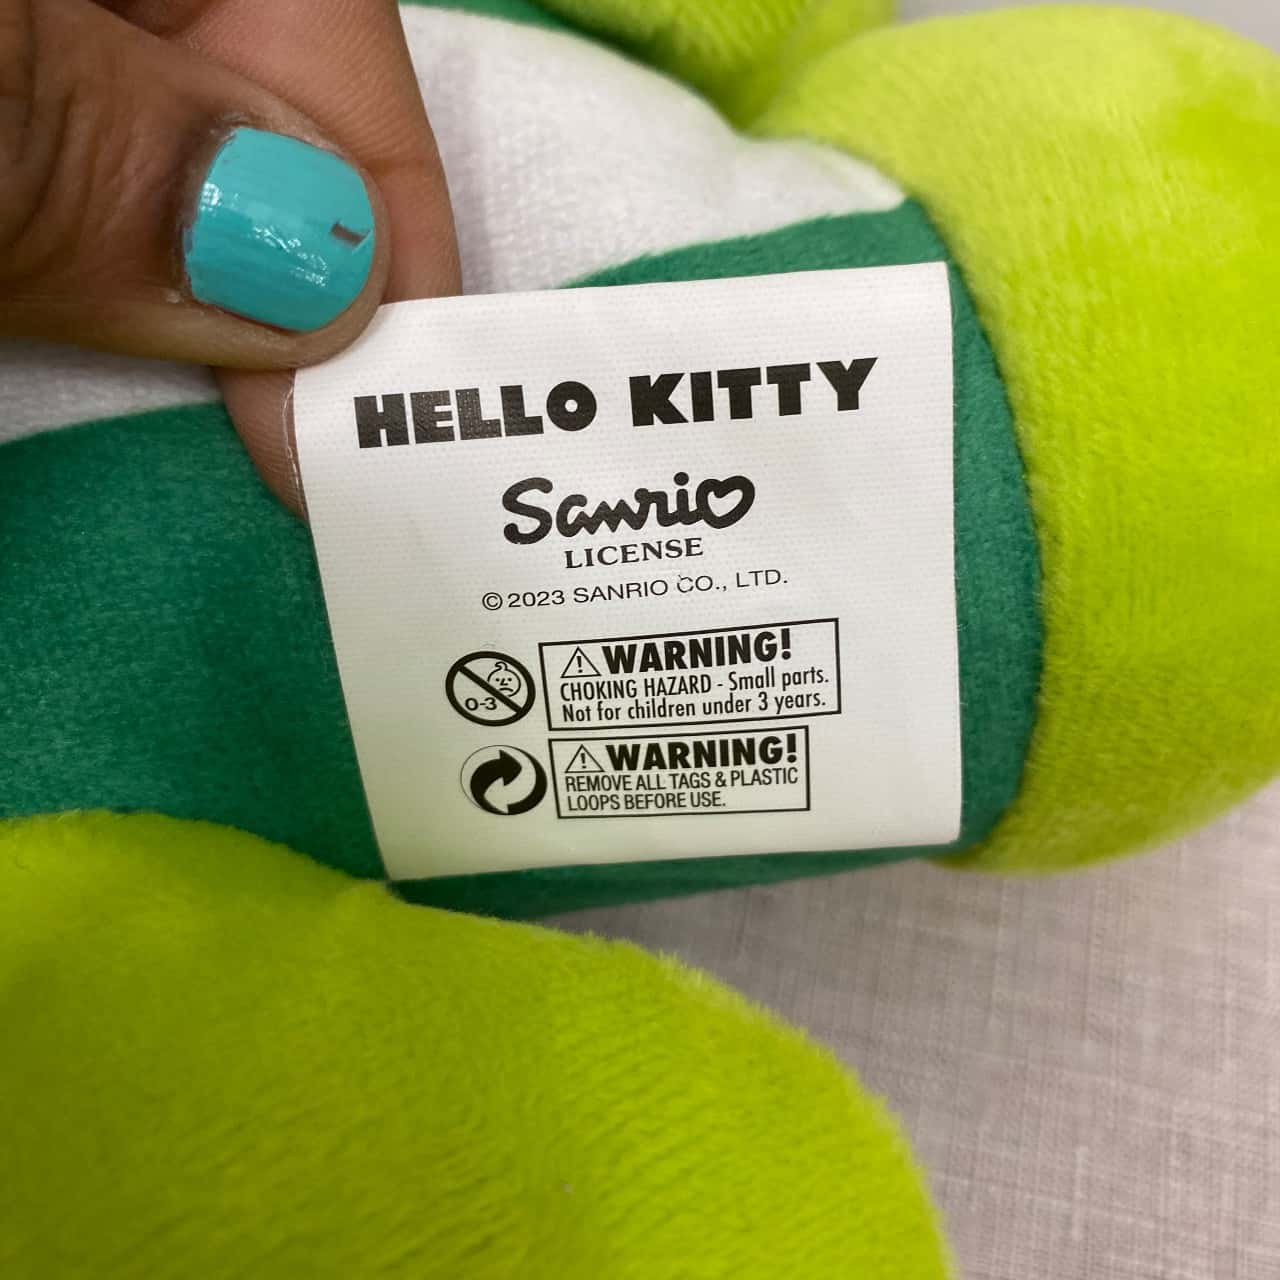 HELLO KITTY
Sanrio
LICENSE
© 2023 SANRIO CO., LTD.
0-3
WARNING!
CHOKING HAZARD - Small parts.
Not for children under 3 years.
WARNING!
REMOVE ALL TAGS & PLASTIC
LOOPS BEFORE USE.